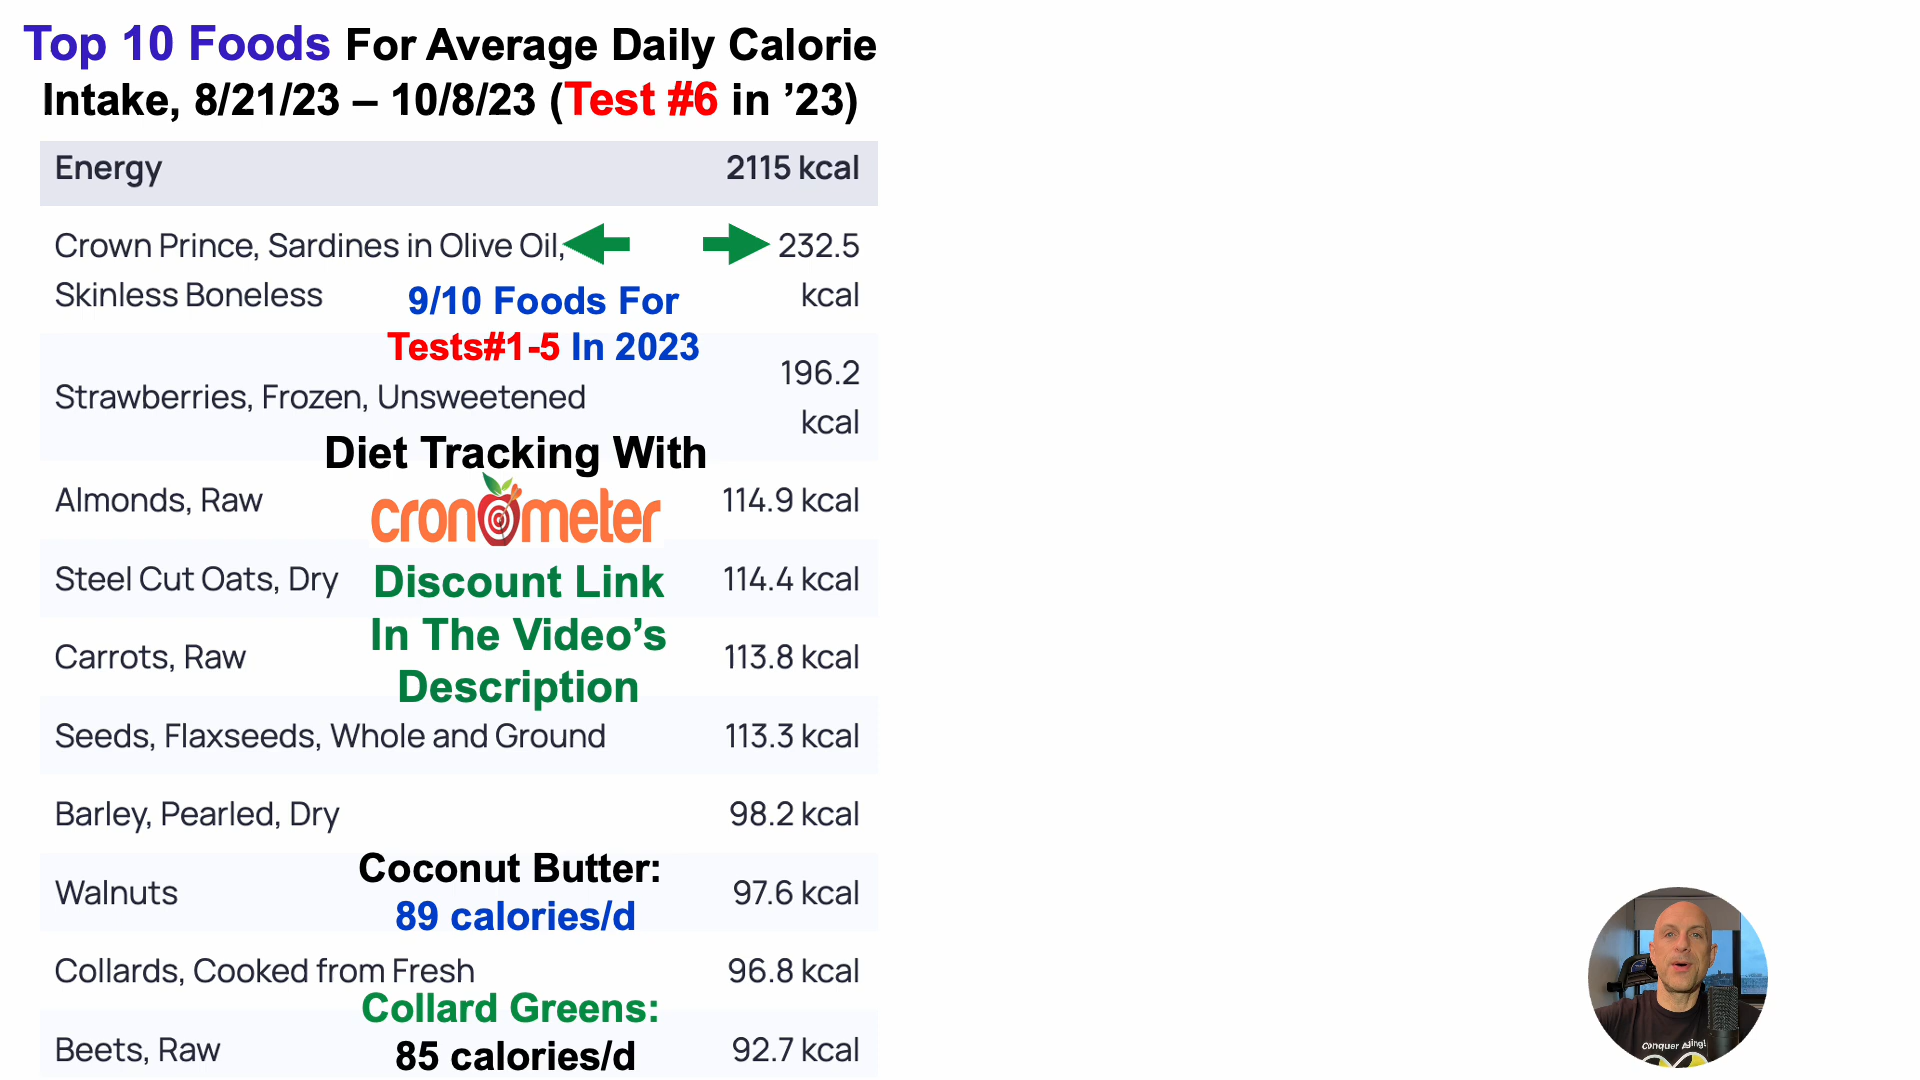 Top 10 Foods For Average Daily Calorie
Intake, 8/21/23 – 10/8/23 (Test #6 in ’23)
Energy 2115 kcal
Crown Prince, Sardines in Olive Oil, 232.5
Skinless Boneless kcal
9/10 Foods For
Tests#1-5 In 2023
Strawberries, Frozen, Unsweetened 196.2
kcal
Diet Tracking With
cronometer
Almonds, Raw 114.9 kcal
Steel Cut Oats, Dry 114.4 kcal
Discount Link
In The Video’s
Description
Carrots, Raw 113.8 kcal
Seeds, Flaxseeds, Whole and Ground 113.3 kcal
Barley, Pearled, Dry 98.2 kcal
Coconut Butter:
89 calories/d
Walnuts 97.6 kcal
Collards, Cooked from Fresh 96.8 kcal
Collard Greens:
85 calories/d
Beets, Raw 92.7 kcal
Conquer Aging!